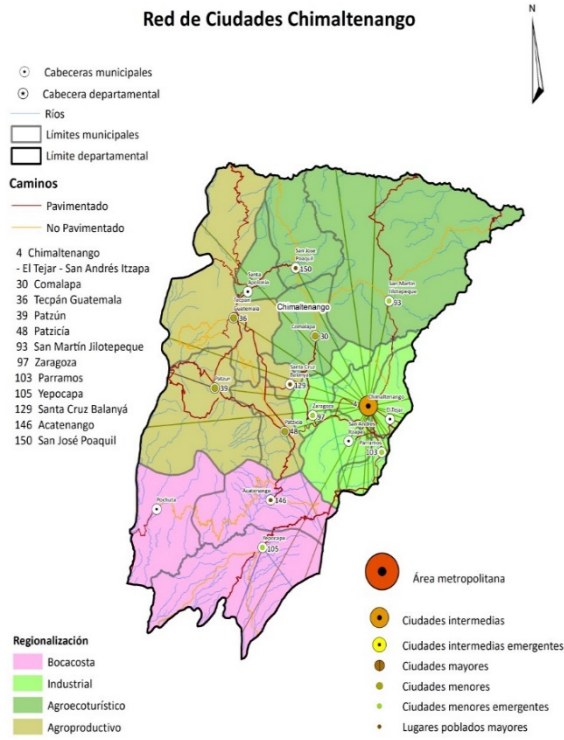 Red de Ciudades Chimaltenango
N
Cabeceras municipales
Cabecera departamental
Ríos
Límites municipales
Límite departamental
Caminos
Pavimentado
No Pavimentado
4 Chimaltenango
- El Tejar - San Andrés Itzapa
30 Comalapa
36 Tecpán Guatemala
39 Patzún
48 Patzicía
93 San Martín Jilotepeque
97 Zaragoza
103 Parramos
105 Yepocapa
129 Santa Cruz Balanyá
146 Acatenango
150 San José Poaquil
San José
Poaquil
150
Santa
Apolonia
San Martín
Jilotepeque
93
Tecpán
Guatemala
36
Chimaltenango
Comalapa
30
Santa Cruz
Balanyá
129
Patzún
39
Chimaltenango
4
Zaragoza
97
El Tejar
San Andrés
Itzapa
Patzicía
48
Parramos
103
Acatenango
146
Pochuta
Yepocapa
105
Área metropolitana
Ciudades intermedias
Ciudades intermedias emergentes
Ciudades mayores
Ciudades menores
Ciudades menores emergentes
Lugares poblados mayores
Regionalización
Bocacosta
Industrial
Agroecoturístico
Agroproductivo